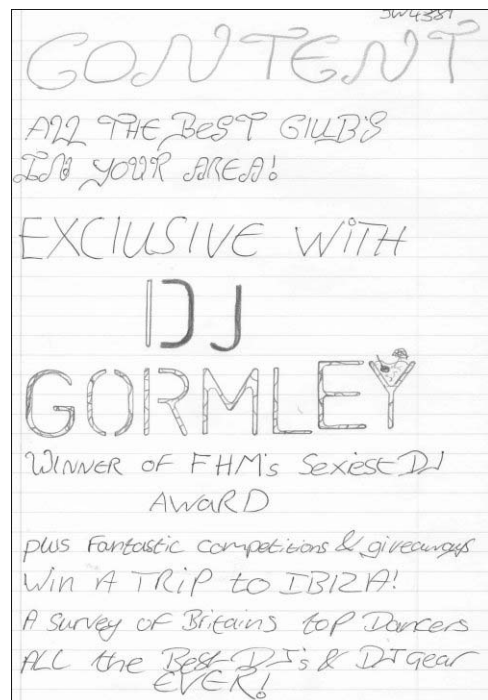 JW4387
CONTENT
ALL THE BEST CLUB'S
IN YOUR AREA!
EXCLUSIVE WITH
DJ
GORMLEY
WINNER OF FHM's Sexiest DJ
AWARD
plus Fantastic competitions & giveaways
Win A TRiP to IBIZA!
A survey of Britains top Dancers
ALL the Best DJ's & DJ Gear
EVER!